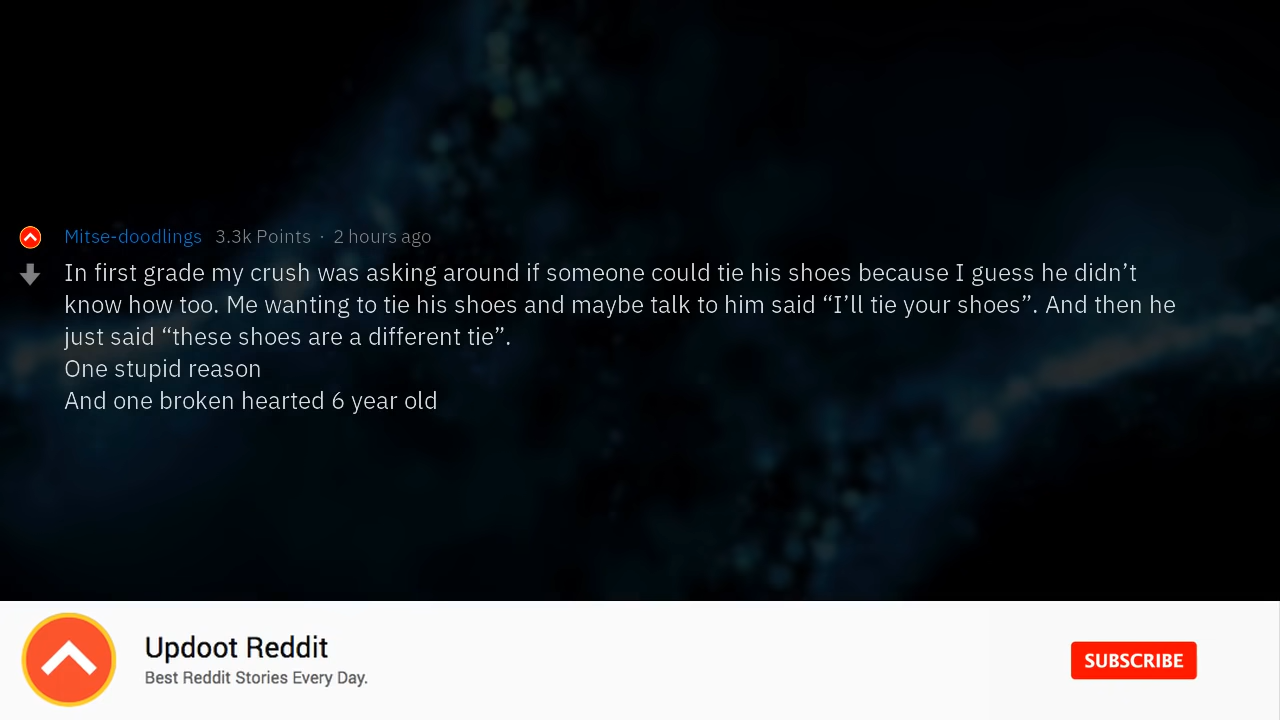 Mitse-doodlings 3.3k Points · 2 hours ago
In first grade my crush was asking around if someone could tie his shoes because I guess he didn’t
know how too. Me wanting to tie his shoes and maybe talk to him said “I’ll tie your shoes”. And then he
just said “these shoes are a different tie”.
One stupid reason
And one broken hearted 6 year old
Updoot Reddit
Best Reddit Stories Every Day.
SUBSCRIBE